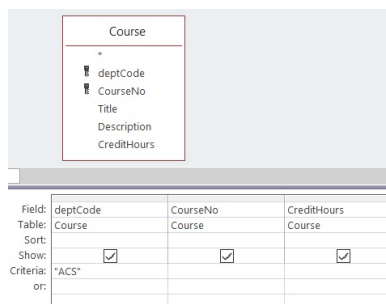 Course
*
deptCode
CourseNo
Title
Description
CreditHours
Field: deptCode CourseNo CreditHours
Table: Course Course Course
Sort:
Show:
Criteria: "ACS"
or: